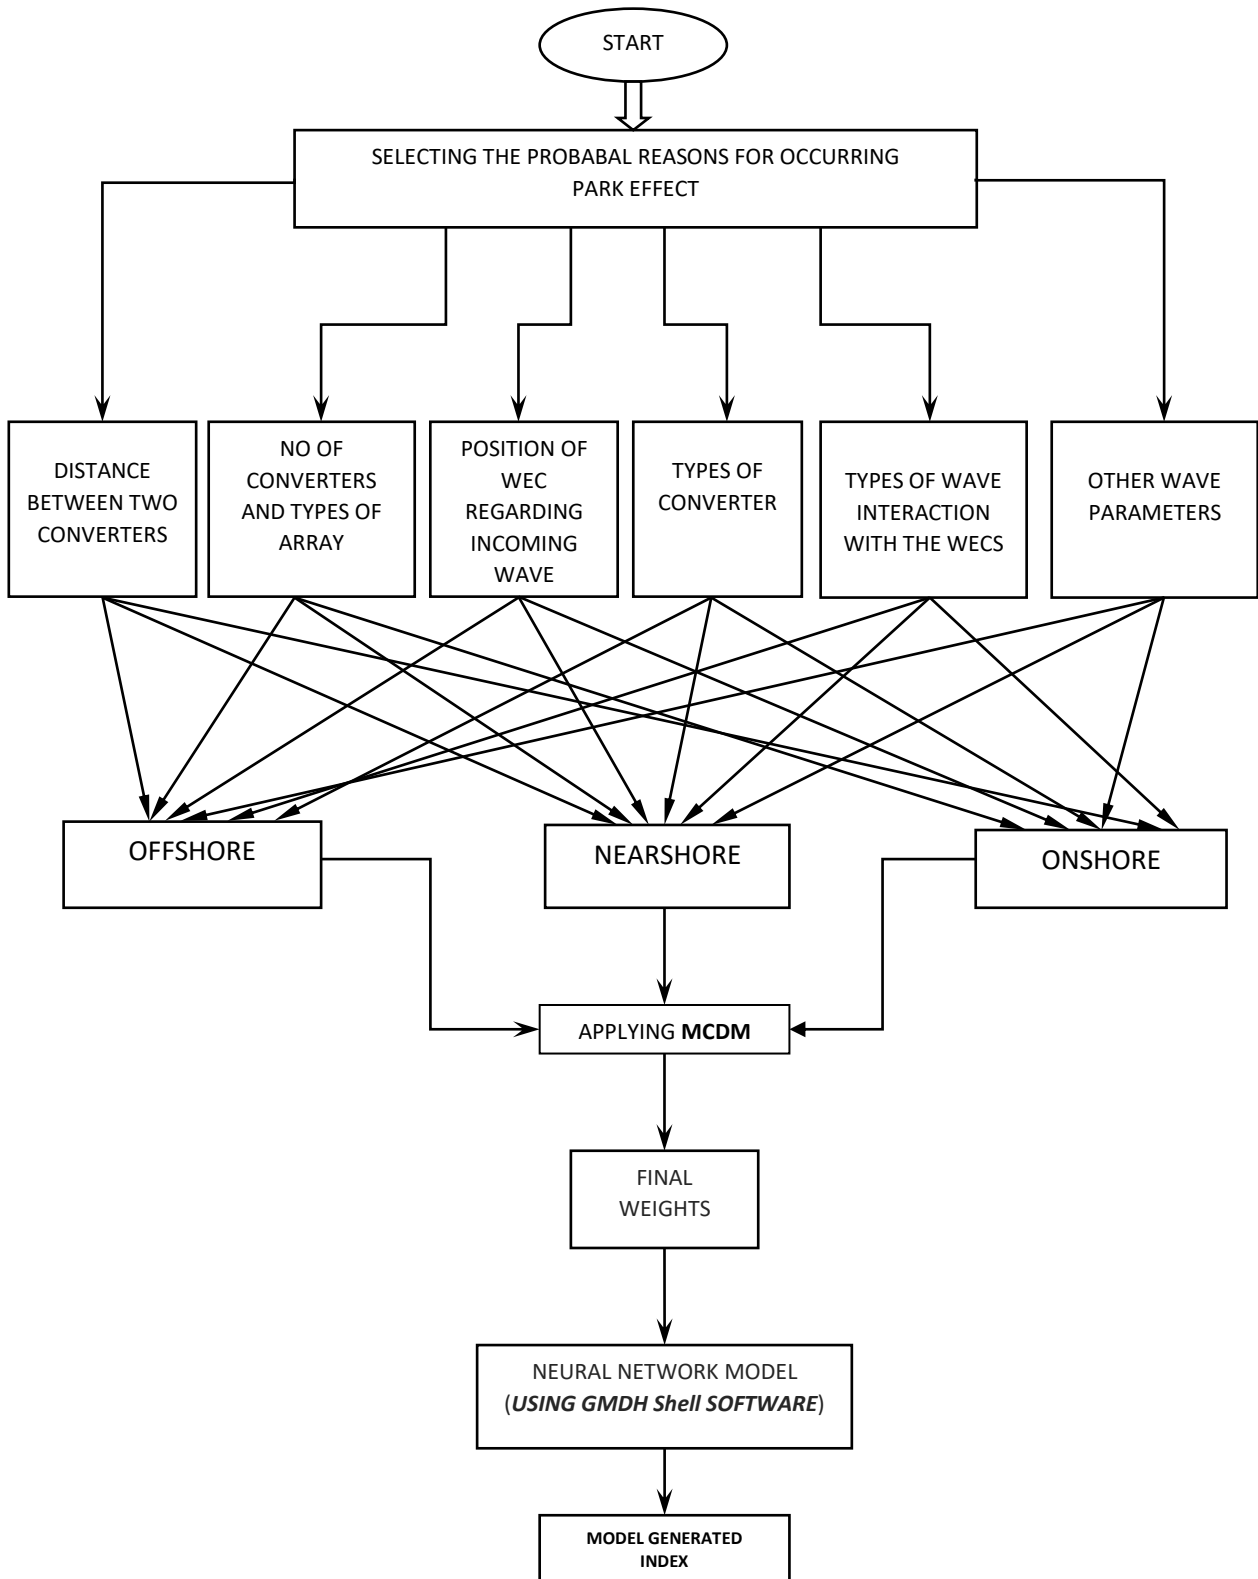 START
SELECTING THE PROBABAL REASONS FOR OCCURRING
PARK EFFECT
DISTANCE
BETWEEN TWO
CONVERTERS
NO OF
CONVERTERS
AND TYPES OF
ARRAY
POSITION OF
WEC
REGARDING
INCOMING
WAVE
TYPES OF
CONVERTER
TYPES OF WAVE
INTERACTION
WITH THE WECS
OTHER WAVE
PARAMETERS
OFFSHORE
NEARSHORE
ONSHORE
APPLYING MCDM
FINAL
WEIGHTS
NEURAL NETWORK MODEL
(USING GMDH Shell SOFTWARE)
MODEL GENERATED
INDEX